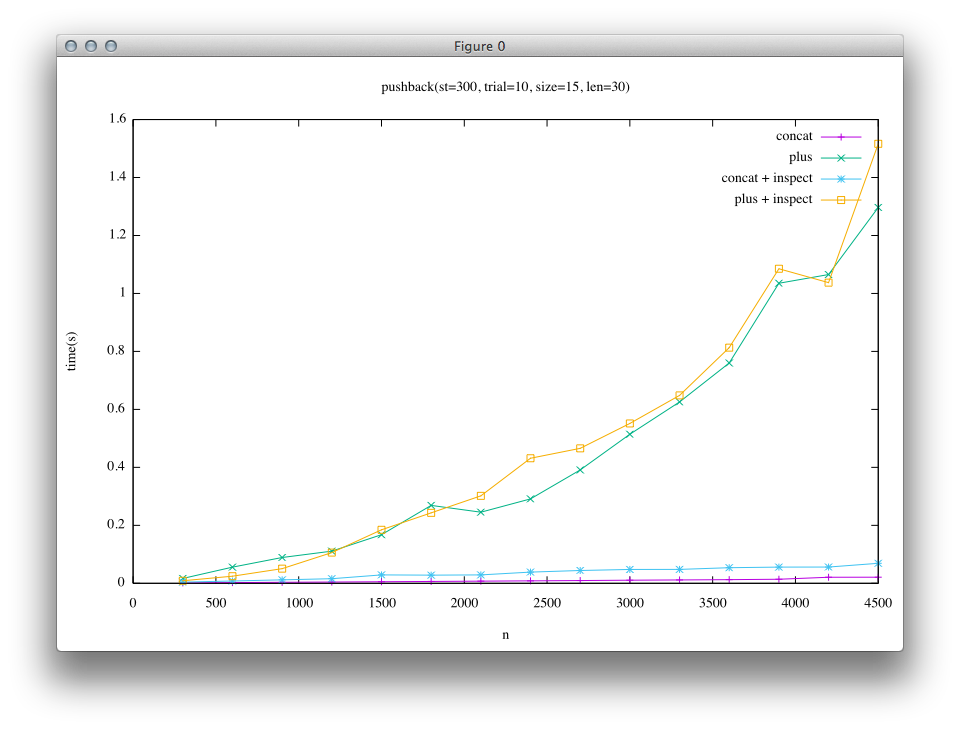 Figure 0
pushback(st=300, trial=10, size=15, len=30)
concat
plus
concat + inspect
plus + inspect
time(s)
1.6
1.4
1.2
1
0.8
0.6
0.4
0.2
0
0 500 1000 1500 2000 2500 3000 3500 4000 4500
n